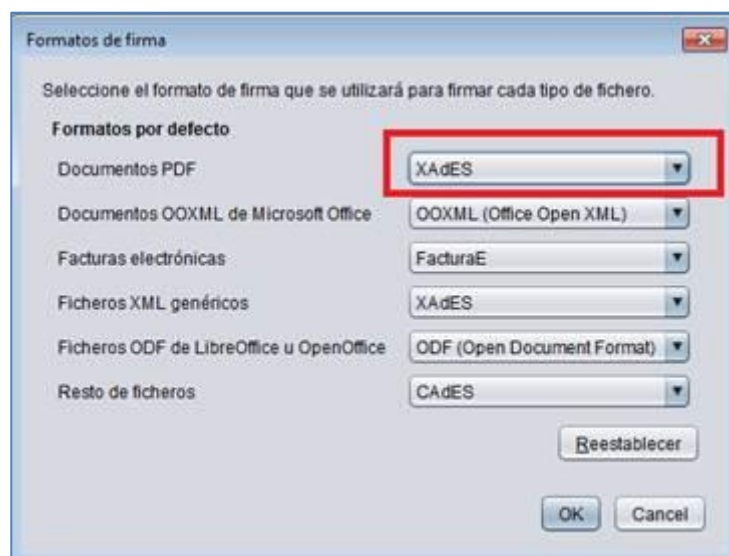 Formatos de firma
Seleccione el formato de firma que se utilizará para firmar cada tipo de fichero.
Formatos por defecto
Documentos PDF XAdES
Documentos OOXML de Microsoft Office OOXML (Office Open XML)
Facturas electrónicas FacturaE
Ficheros XML genéricos XAdES
Ficheros ODF de LibreOffice u OpenOffice ODF (Open Document Format)
Resto de ficheros CAdES
Reestablecer
OK Cancel